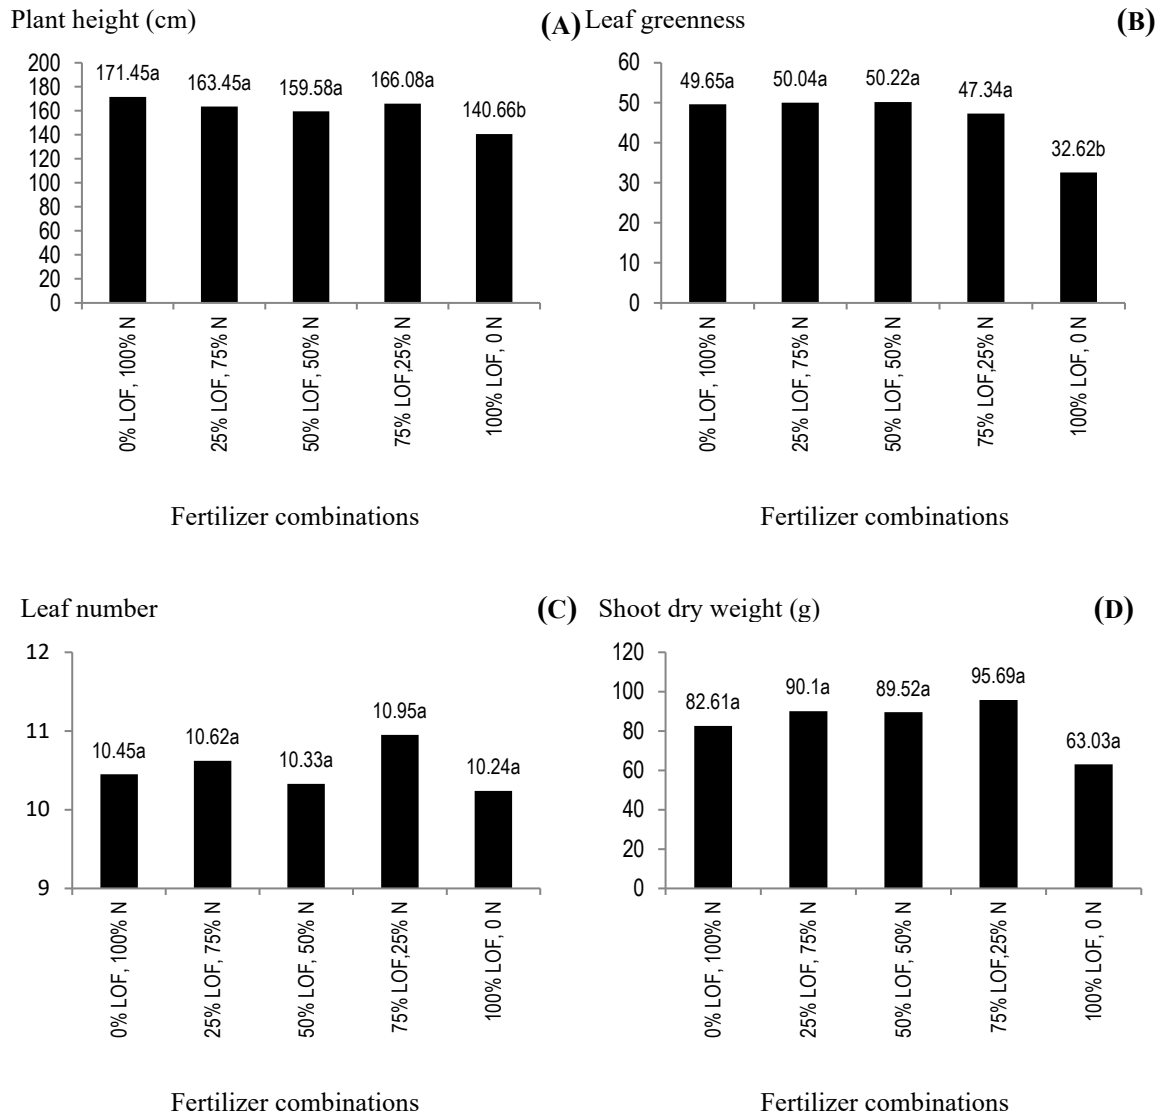 Plant height (cm) (A)
200
180
160
140
120
100
80
60
40
20
0
171.45a
163.45a
159.58a
166.08a
140.66b
0% LOF, 100% N
25% LOF, 75% N
50% LOF, 50% N
75% LOF,25% N
100% LOF, 0 N
Fertilizer combinations
Leaf greenness (B)
60
50
40
30
20
10
0
49.65a
50.04a
50.22a
47.34a
32.62b
0% LOF, 100% N
25% LOF, 75% N
50% LOF, 50% N
75% LOF,25% N
100% LOF, 0 N
Fertilizer combinations
Leaf number (C)
12
11
10
9
10.45a
10.62a
10.33a
10.95a
10.24a
0% LOF, 100% N
25% LOF, 75% N
50% LOF, 50% N
75% LOF,25% N
100% LOF, 0 N
Fertilizer combinations
Shoot dry weight (g) (D)
120
100
80
60
40
20
0
82.61a
90.1a
89.52a
95.69a
63.03a
0% LOF, 100% N
25% LOF, 75% N
50% LOF, 50% N
75% LOF,25% N
100% LOF, 0 N
Fertilizer combinations